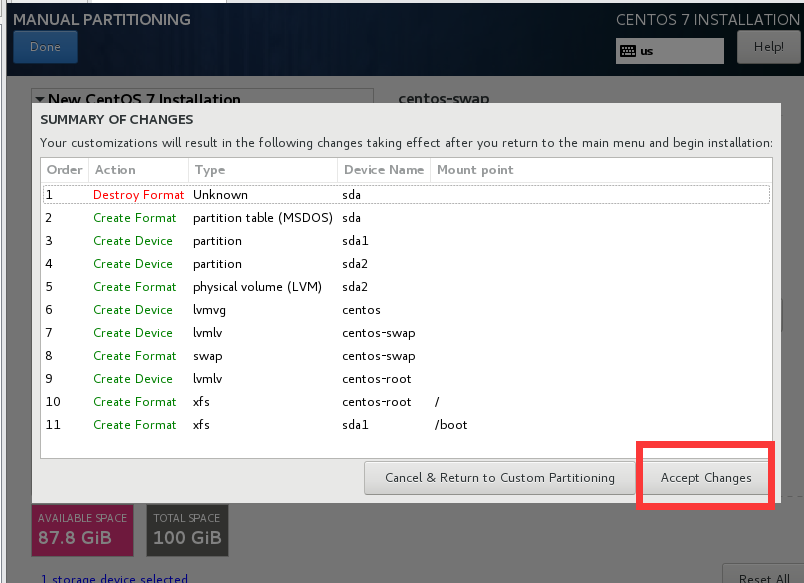 MANUAL PARTITIONING
CENTOS 7 INSTALLATION
Done
us
Help!
New CentOS 7 Installation
centos-swap
SUMMARY OF CHANGES
Your customizations will result in the following changes taking effect after you return to the main menu and begin installation:
Order Action Type Device Name Mount point
1 Destroy Format Unknown sda
2 Create Format partition table (MSDOS) sda
3 Create Device partition sda1
4 Create Device partition sda2
5 Create Format physical volume (LVM) sda2
6 Create Device lvmvg centos
7 Create Device lvmlv centos-swap
8 Create Format swap centos-swap
9 Create Device lvmlv centos-root
10 Create Format xfs centos-root /
11 Create Format xfs sda1 /boot
Cancel & Return to Custom Partitioning
Accept Changes
AVAILABLE SPACE
87.8 GiB
TOTAL SPACE
100 GiB
1 storage device selected
Reset All